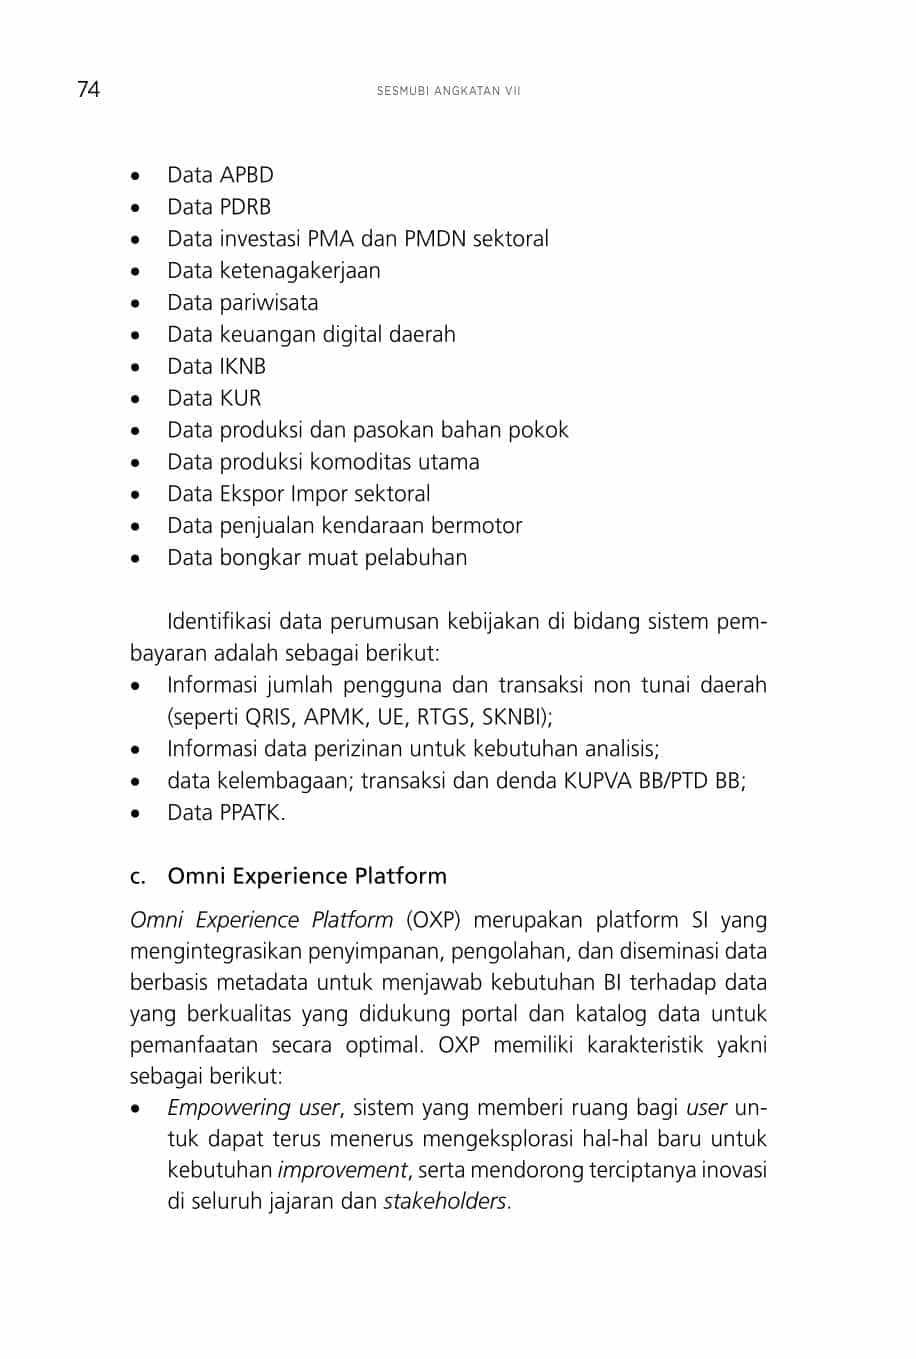 74
SESMUBI ANGKATAN VII
• Data APBD
• Data PDRB
• Data investasi PMA dan PMDN sektoral
• Data ketenagakerjaan
• Data pariwisata
• Data keuangan digital daerah
• Data IKNB
• Data KUR
• Data produksi dan pasokan bahan pokok
• Data produksi komoditas utama
• Data Ekspor Impor sektoral
• Data penjualan kendaraan bermotor
• Data bongkar muat pelabuhan
Identifikasi data perumusan kebijakan di bidang sistem pem-
bayaran adalah sebagai berikut:
• Informasi jumlah pengguna dan transaksi non tunai daerah
(seperti QRIS, APMK, UE, RTGS, SKNBI);
• Informasi data perizinan untuk kebutuhan analisis;
• data kelembagaan; transaksi dan denda KUPVA BB/PTD BB;
• Data PPATK.
c. Omni Experience Platform
Omni Experience Platform (OXP) merupakan platform SI yang
mengintegrasikan penyimpanan, pengolahan, dan diseminasi data
berbasis metadata untuk menjawab kebutuhan BI terhadap data
yang berkualitas yang didukung portal dan katalog data untuk
pemanfaatan secara optimal. OXP memiliki karakteristik yakni
sebagai berikut:
• Empowering user, sistem yang memberi ruang bagi user un-
tuk dapat terus menerus mengeksplorasi hal-hal baru untuk
kebutuhan improvement, serta mendorong terciptanya inovasi
di seluruh jajaran dan stakeholders.